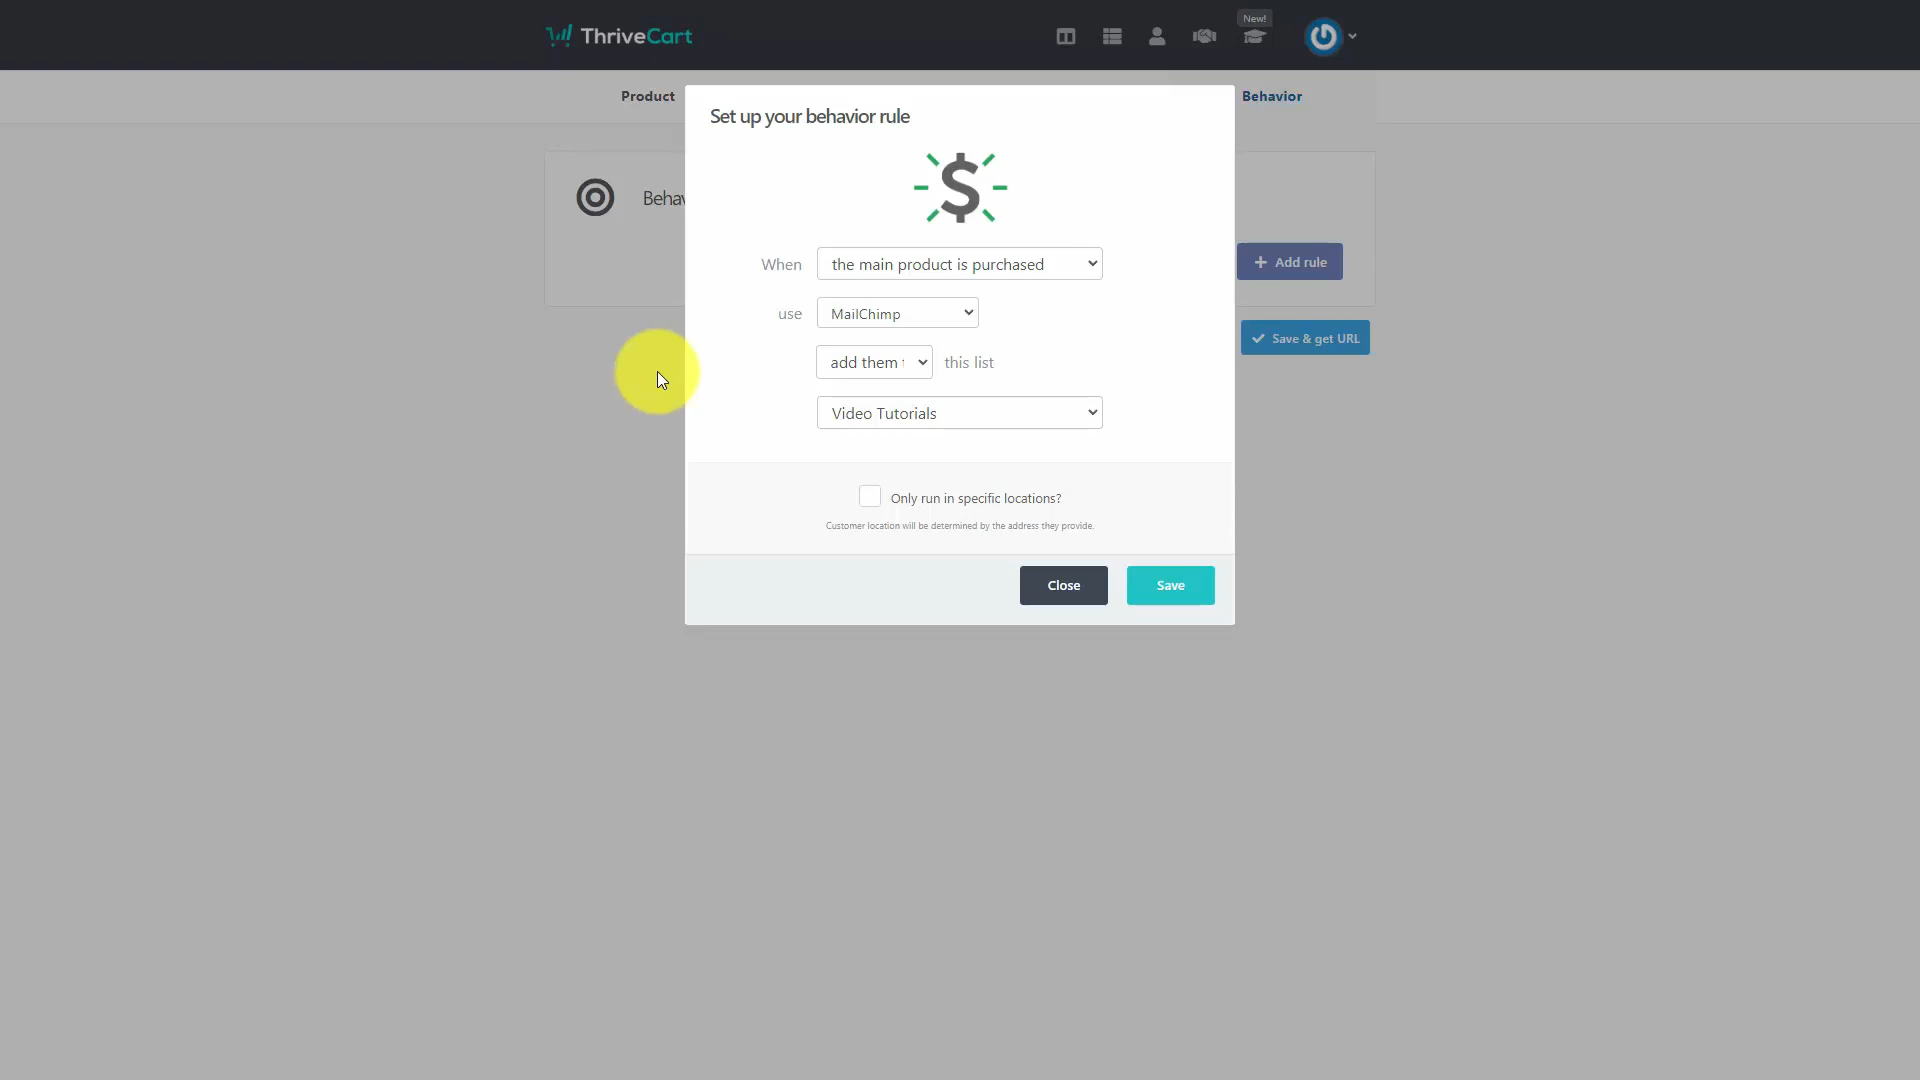 New!
ThriveCart
Product
Behavior
Set up your behavior rule
Behav
$
When the main product is purchased
Add rule
use MailChimp
Save & get URL
add them t this list
Video Tutorials
Only run in specific locations?
Customer location will be determined by the address they provide.
Close Save